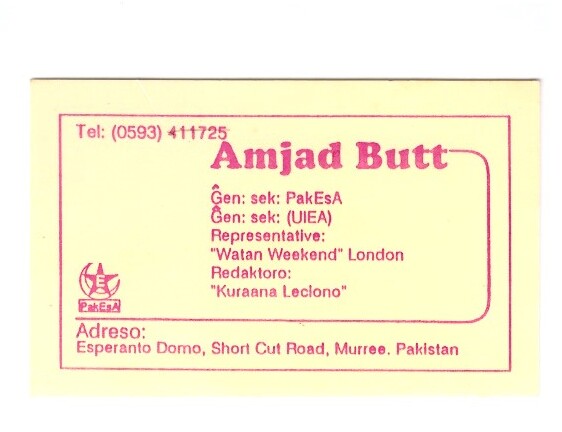 Tel: (0593) 411725
Amjad Butt
Ĝen: sek: PakEsA
Ĝen: sek: (UIEA)
Representative:
"Watan Weekend" London
Redaktoro:
"Kuraana Leciono"
E
PakEsA
Adreso:
Esperanto Domo, Short Cut Road, Murree. Pakistan